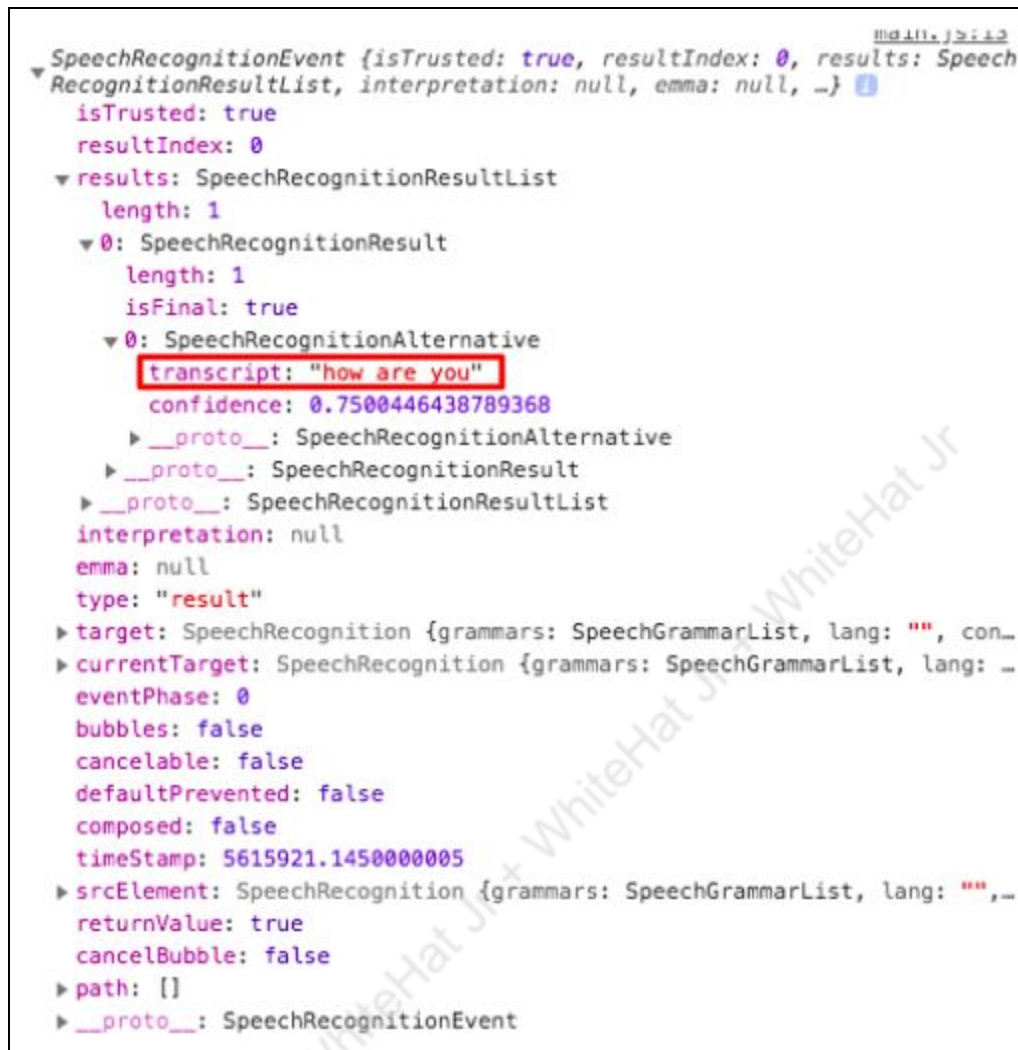 main.js:13
SpeechRecognitionEvent {isTrusted: true, resultIndex: 0, results: Speech
RecognitionResultList, interpretation: null, emma: null, …} i
isTrusted: true
resultIndex: 0
results: SpeechRecognitionResultList
length: 1
0: SpeechRecognitionResult
length: 1
isFinal: true
0: SpeechRecognitionAlternative
transcript: "how are you"
confidence: 0.7500446438789368
__proto__: SpeechRecognitionAlternative
__proto__: SpeechRecognitionResult
__proto__: SpeechRecognitionResultList
interpretation: null
emma: null
type: "result"
target: SpeechRecognition {grammars: SpeechGrammarList, lang: "", con…
currentTarget: SpeechRecognition {grammars: SpeechGrammarList, lang: …
eventPhase: 0
bubbles: false
cancelable: false
defaultPrevented: false
composed: false
timeStamp: 5615921.1450000005
srcElement: SpeechRecognition {grammars: SpeechGrammarList, lang: "",…
returnValue: true
cancelBubble: false
path: []
__proto__: SpeechRecognitionEvent
WhiteHat Jr + WhiteHat Jr + WhiteHat Jr